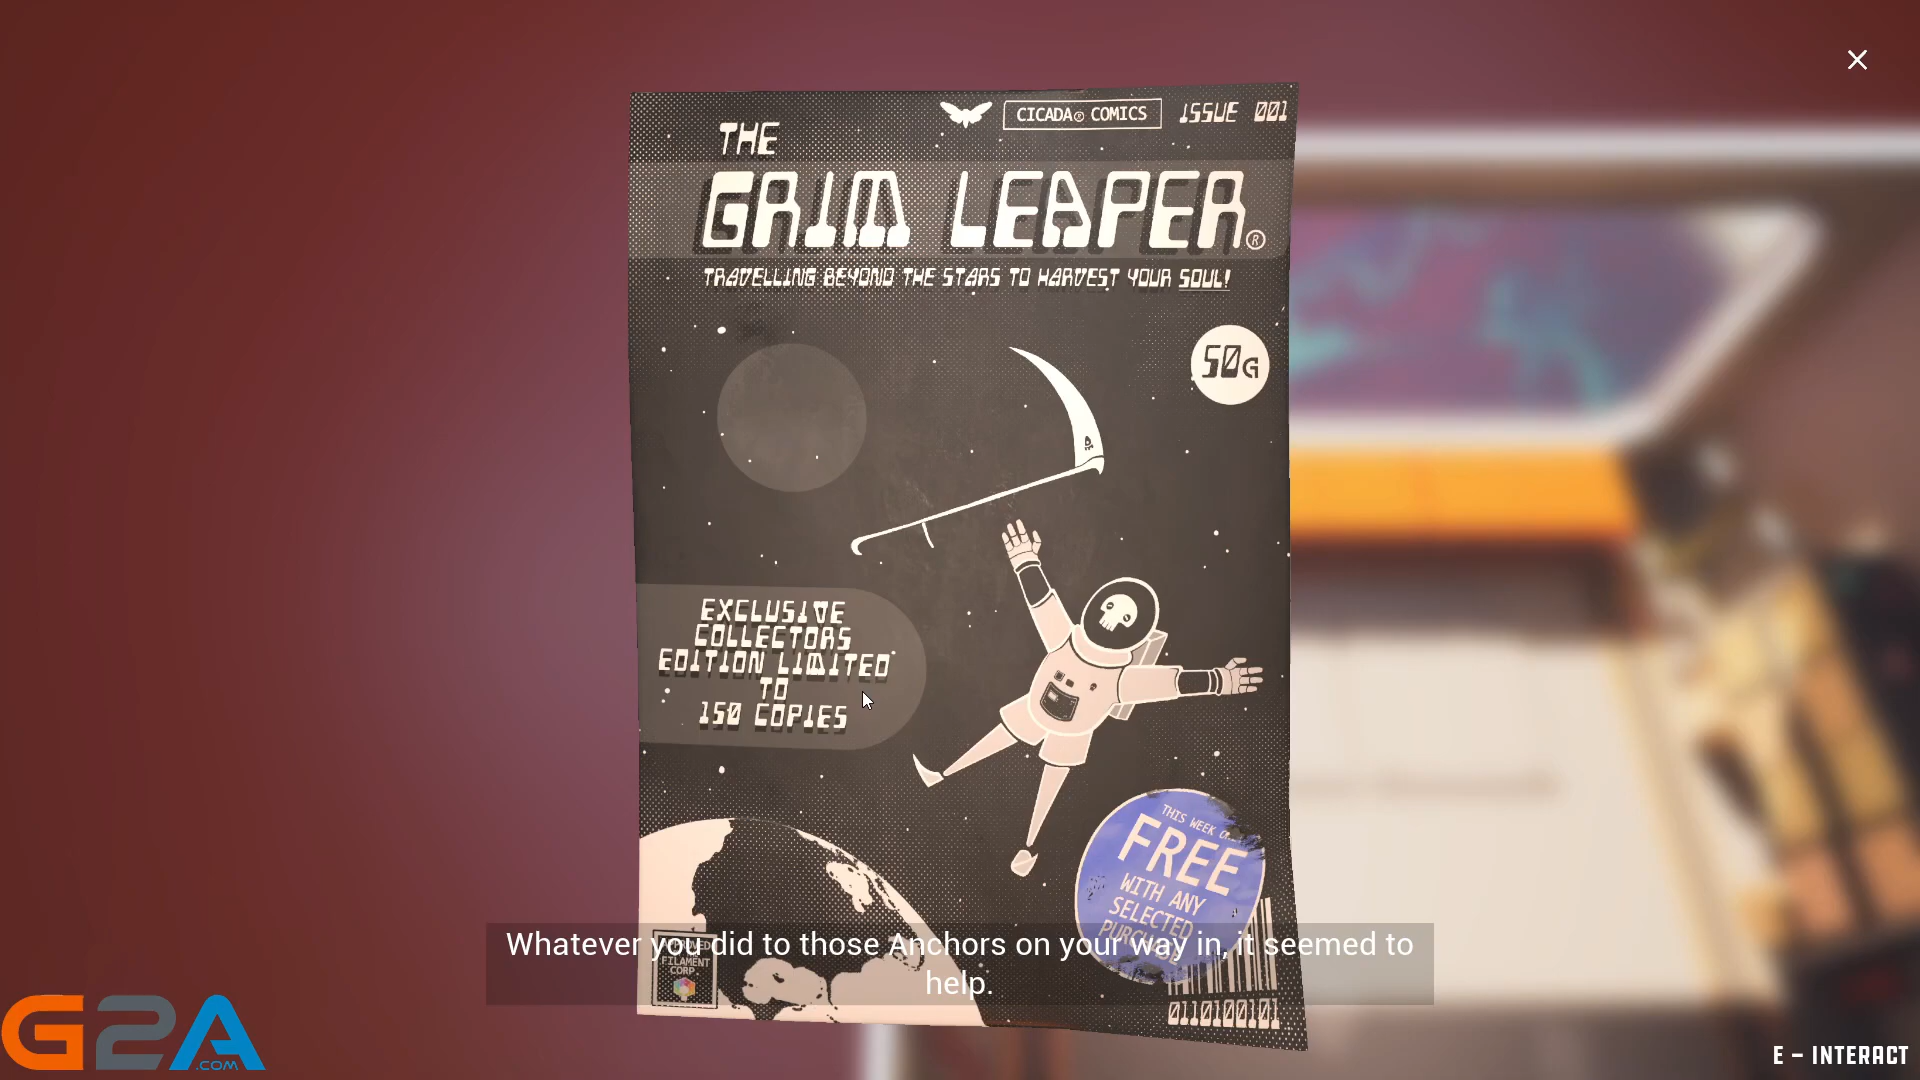 CICADA® COMICS
ISSUE 001
THE
GRIM LEAPER®
TRAVELLING BEYOND THE STARS TO HARVEST YOUR SOUL!
50G
EXCLUSIVE
COLLECTORS
EDITION LIMITED
TO
150 COPIES
THIS WEEK
FREE
WITH ANY
SELECTED
PURCHASE
Whatever you did to those Anchors on your way in, it seemed to
help.
APPROVED
FILAMENT
CORP
0110100101
G2A
.COM
E - INTERACT